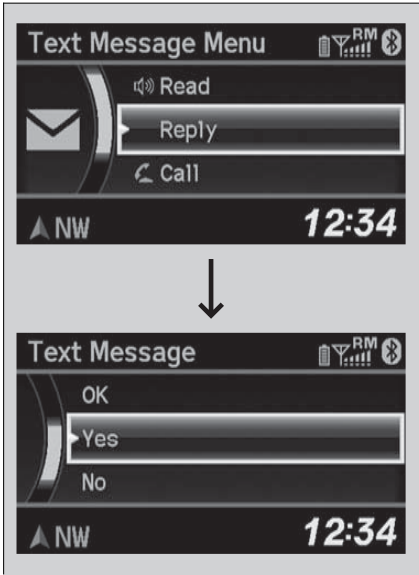 Text Message Menu
RM
Read
Reply
Call
NW
12:34
Text Message
RM
OK
Yes
No
NW
12:34